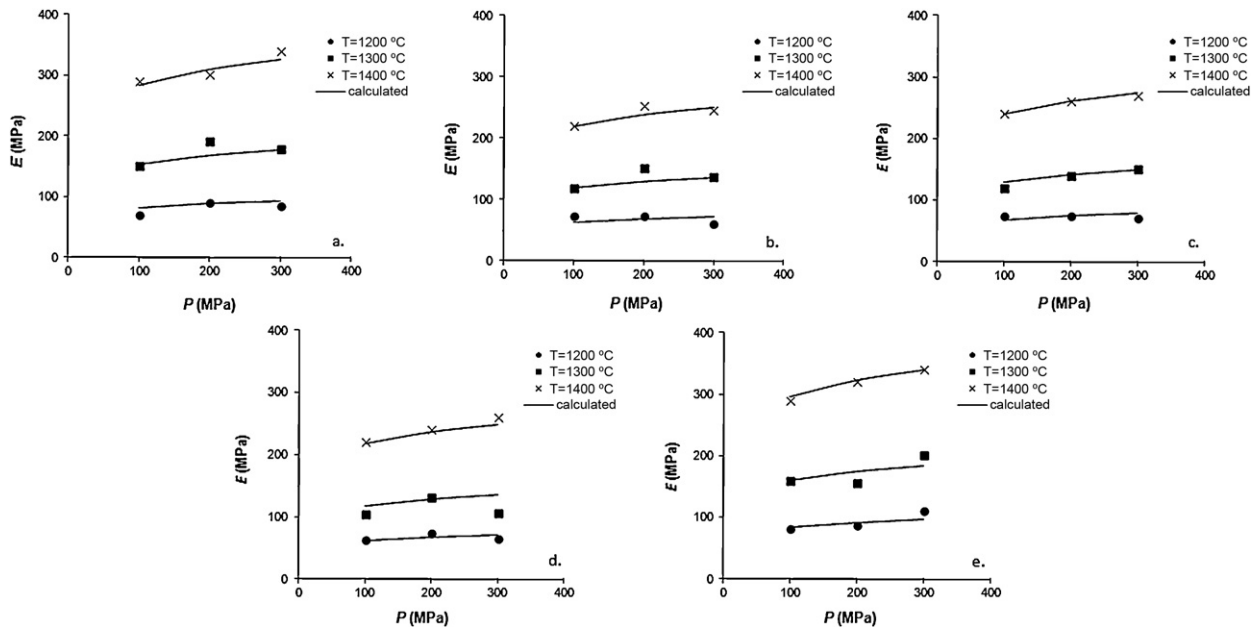 400
300
200
100
0
E (MPa)
0 100 200 300 400
P (MPa)
T=1200 ºC
T=1300 ºC
T=1400 ºC
calculated
a.
400
300
200
100
0
E (MPa)
0 100 200 300 400
P (MPa)
T=1200 ºC
T=1300 ºC
T=1400 ºC
calculated
b.
400
300
200
100
0
E (MPa)
0 100 200 300 400
P (MPa)
T=1200 ºC
T=1300 ºC
T=1400 ºC
calculated
c.
400
300
200
100
0
E (MPa)
0 100 200 300 400
P (MPa)
T=1200 ºC
T=1300 ºC
T=1400 ºC
calculated
d.
400
300
200
100
0
E (MPa)
0 100 200 300 400
P (MPa)
T=1200 ºC
T=1300 ºC
T=1400 ºC
calculated
e.